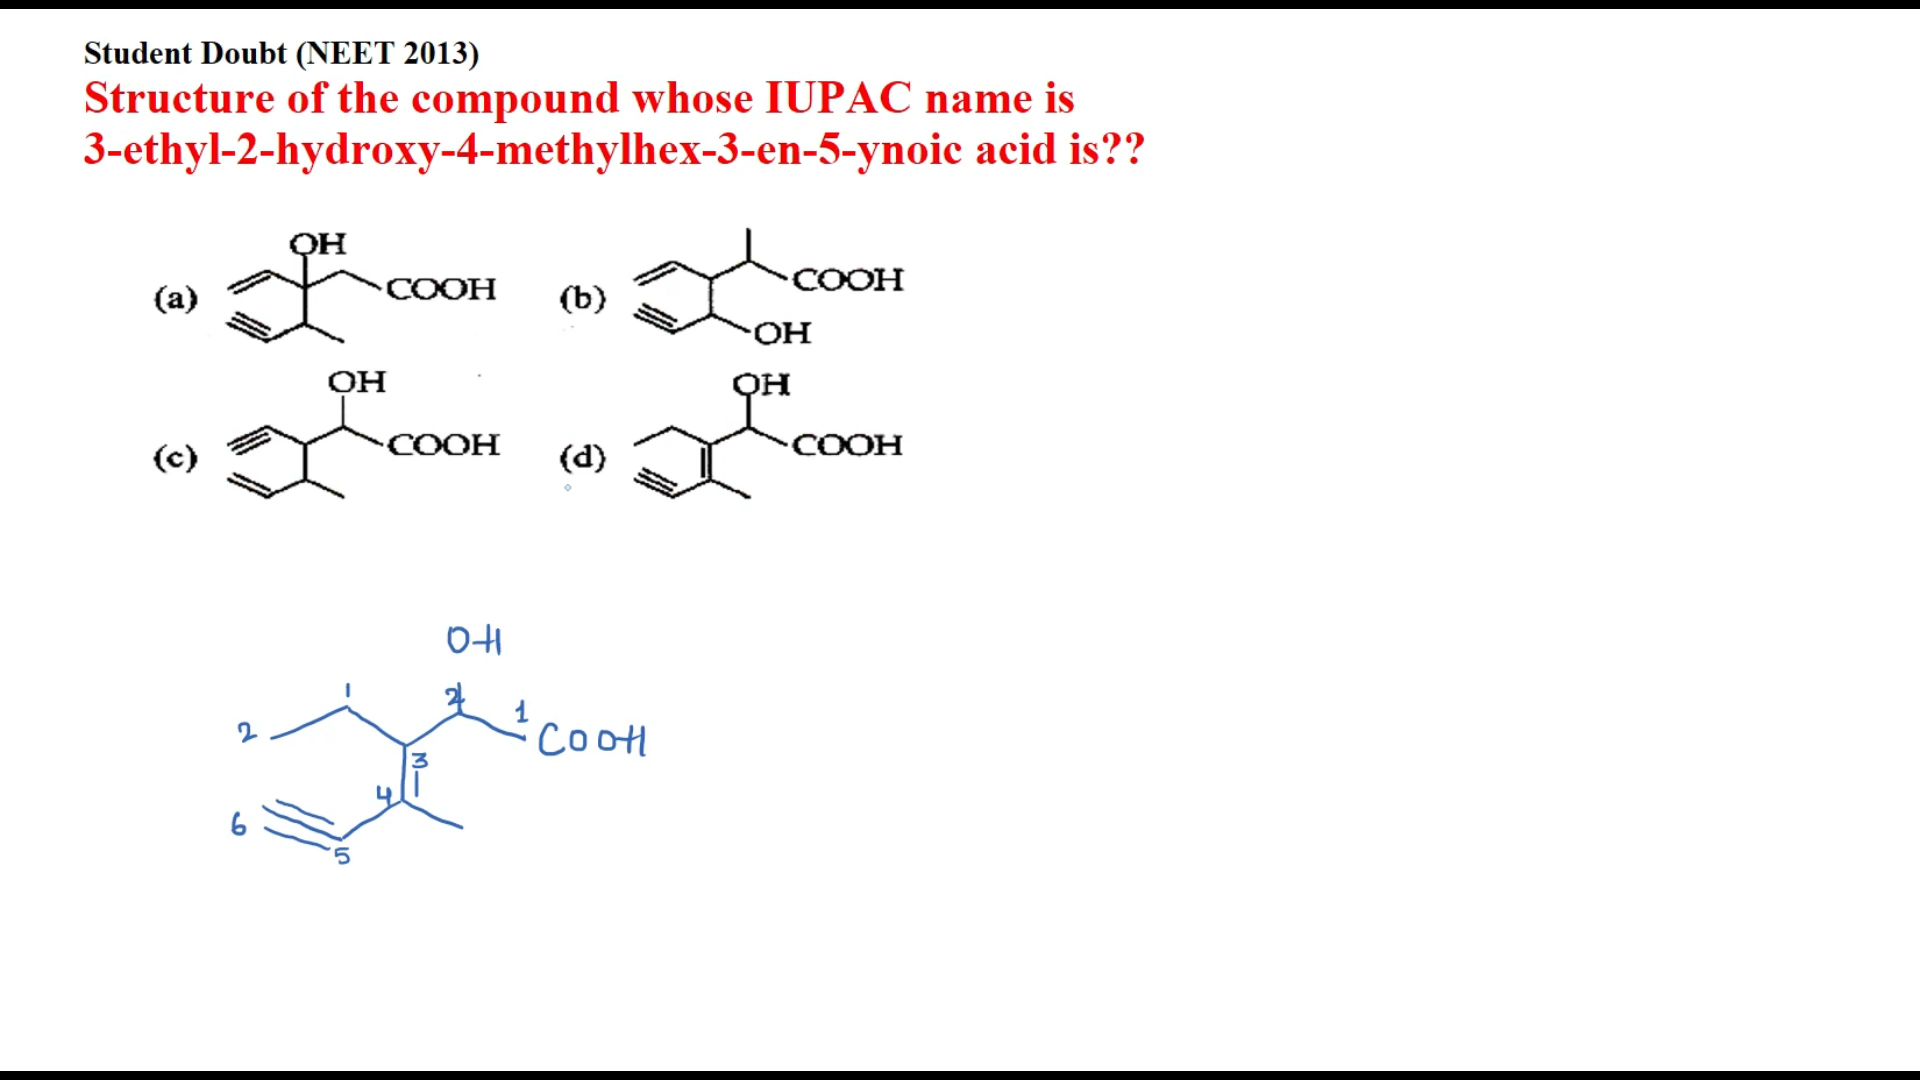 Student Doubt (NEET 2013)
Structure of the compound whose IUPAC name is
3-ethyl-2-hydroxy-4-methylhex-3-en-5-ynoic acid is??
OH
(a) COOH
(b) COOH
OH
OH
(c) COOH
OH
(d) COOH
OH
1
2
2
1
COOH
3
4
6
5